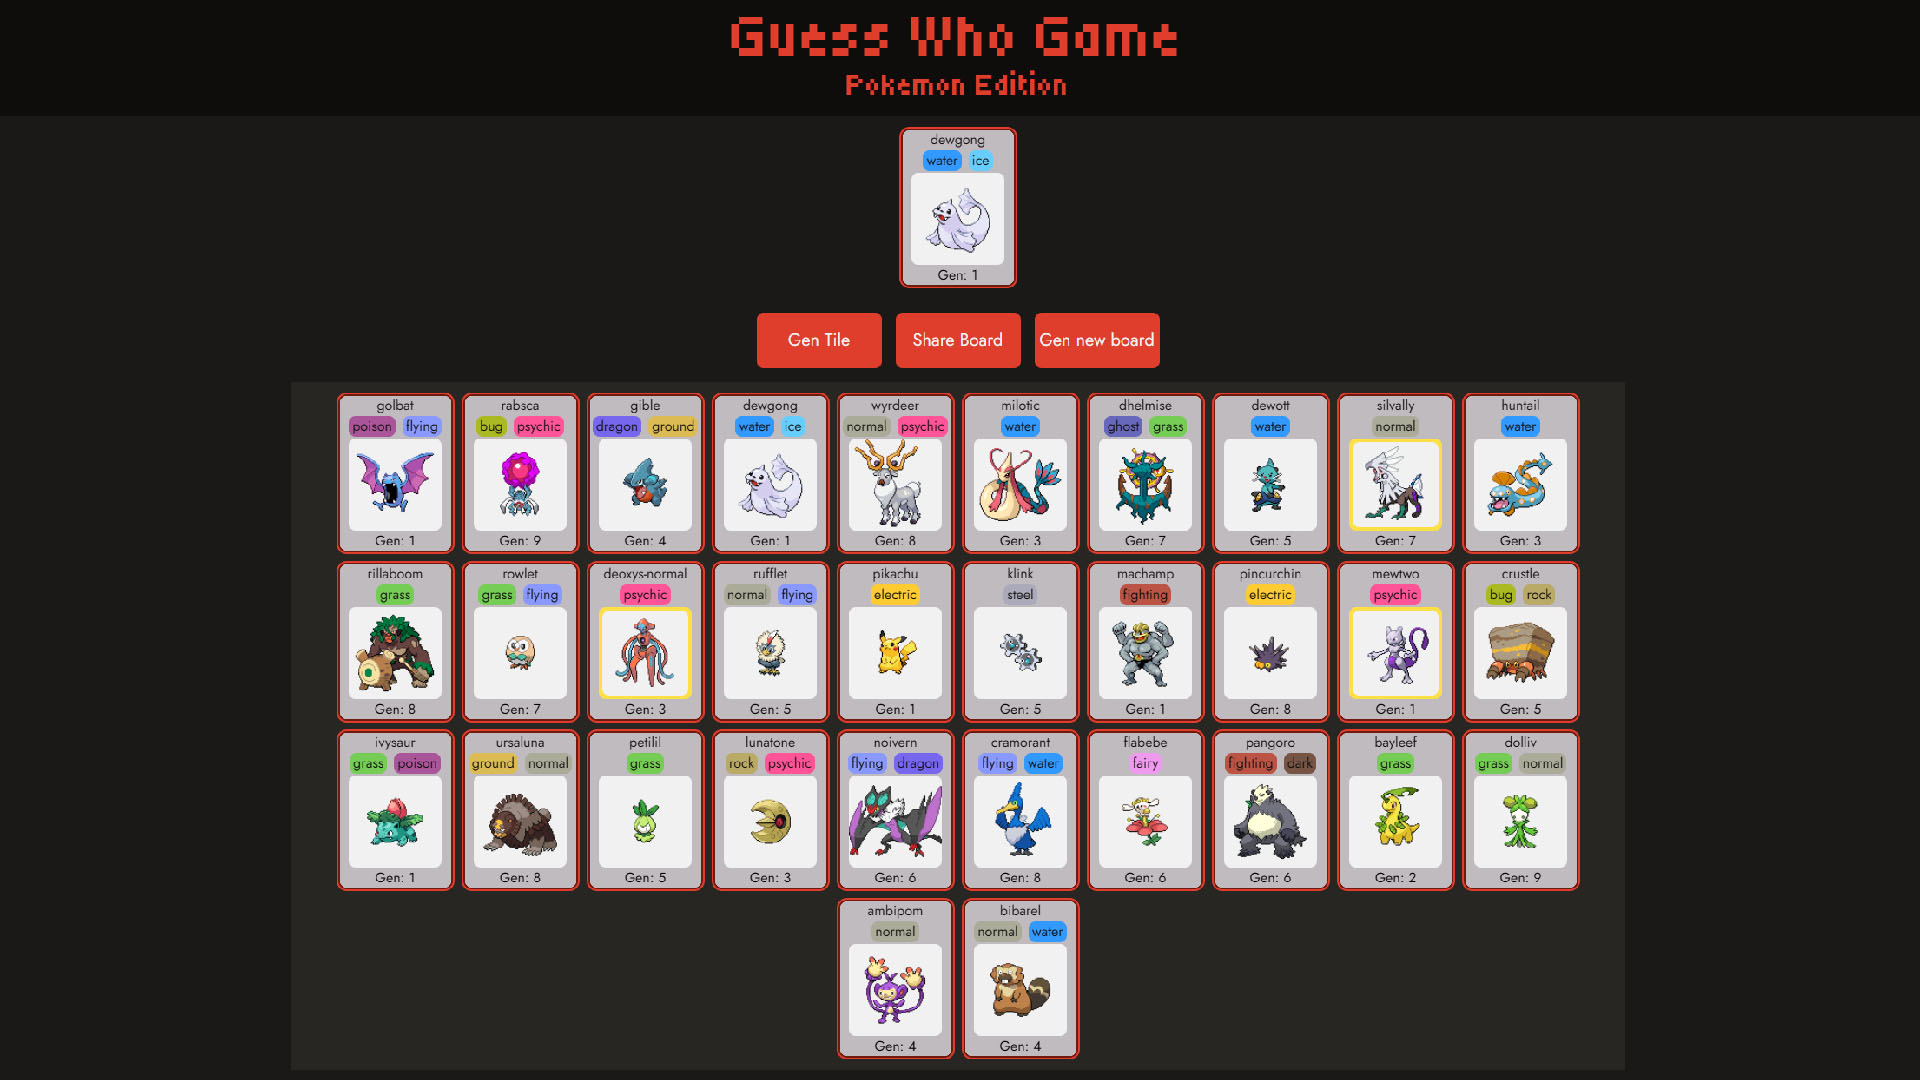 Guess Who Game
Pokemon Edition
dewgong
water ice
Gen: 1
Gen Tile Share Board Gen new board
golbat rabsca gible dewgong wyrdeer milotic dhelmise dewott silvally huntail
poison flying bug psychic dragon ground water ice normal psychic water ghost grass water normal water
Gen: 1 Gen: 9 Gen: 4 Gen: 1 Gen: 8 Gen: 3 Gen: 7 Gen: 5 Gen: 7 Gen: 3
rillaboom rowlet deoxys-normal rufflet pikachu klink machamp pincurchin mewtwo crustle
grass grass flying psychic normal flying electric steel fighting electric psychic bug rock
Gen: 8 Gen: 7 Gen: 3 Gen: 5 Gen: 1 Gen: 5 Gen: 1 Gen: 8 Gen: 1 Gen: 5
ivysaur ursaluna petilil lunatone noivern cramorant flabebe pangoro bayleef dolliv
grass poison ground normal grass rock psychic flying dragon flying water fairy fighting dark grass grass normal
Gen: 1 Gen: 8 Gen: 5 Gen: 3 Gen: 6 Gen: 8 Gen: 6 Gen: 6 Gen: 2 Gen: 9
ambipom bibarel
normal normal water
Gen: 4 Gen: 4